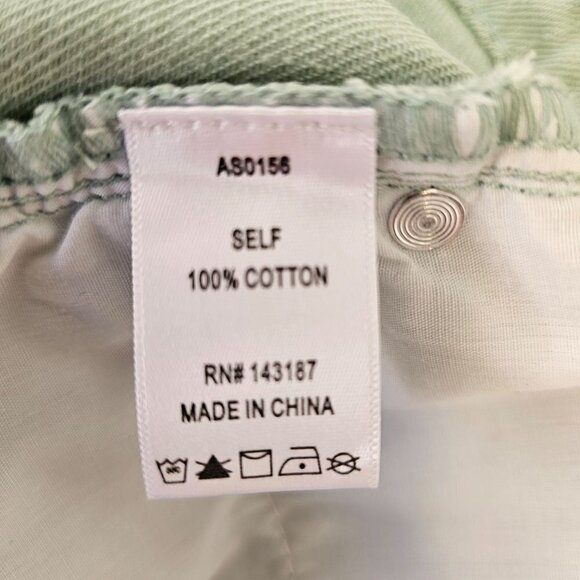 AS0156
SELF
100% COTTON
RN# 143187
MADE IN CHINA